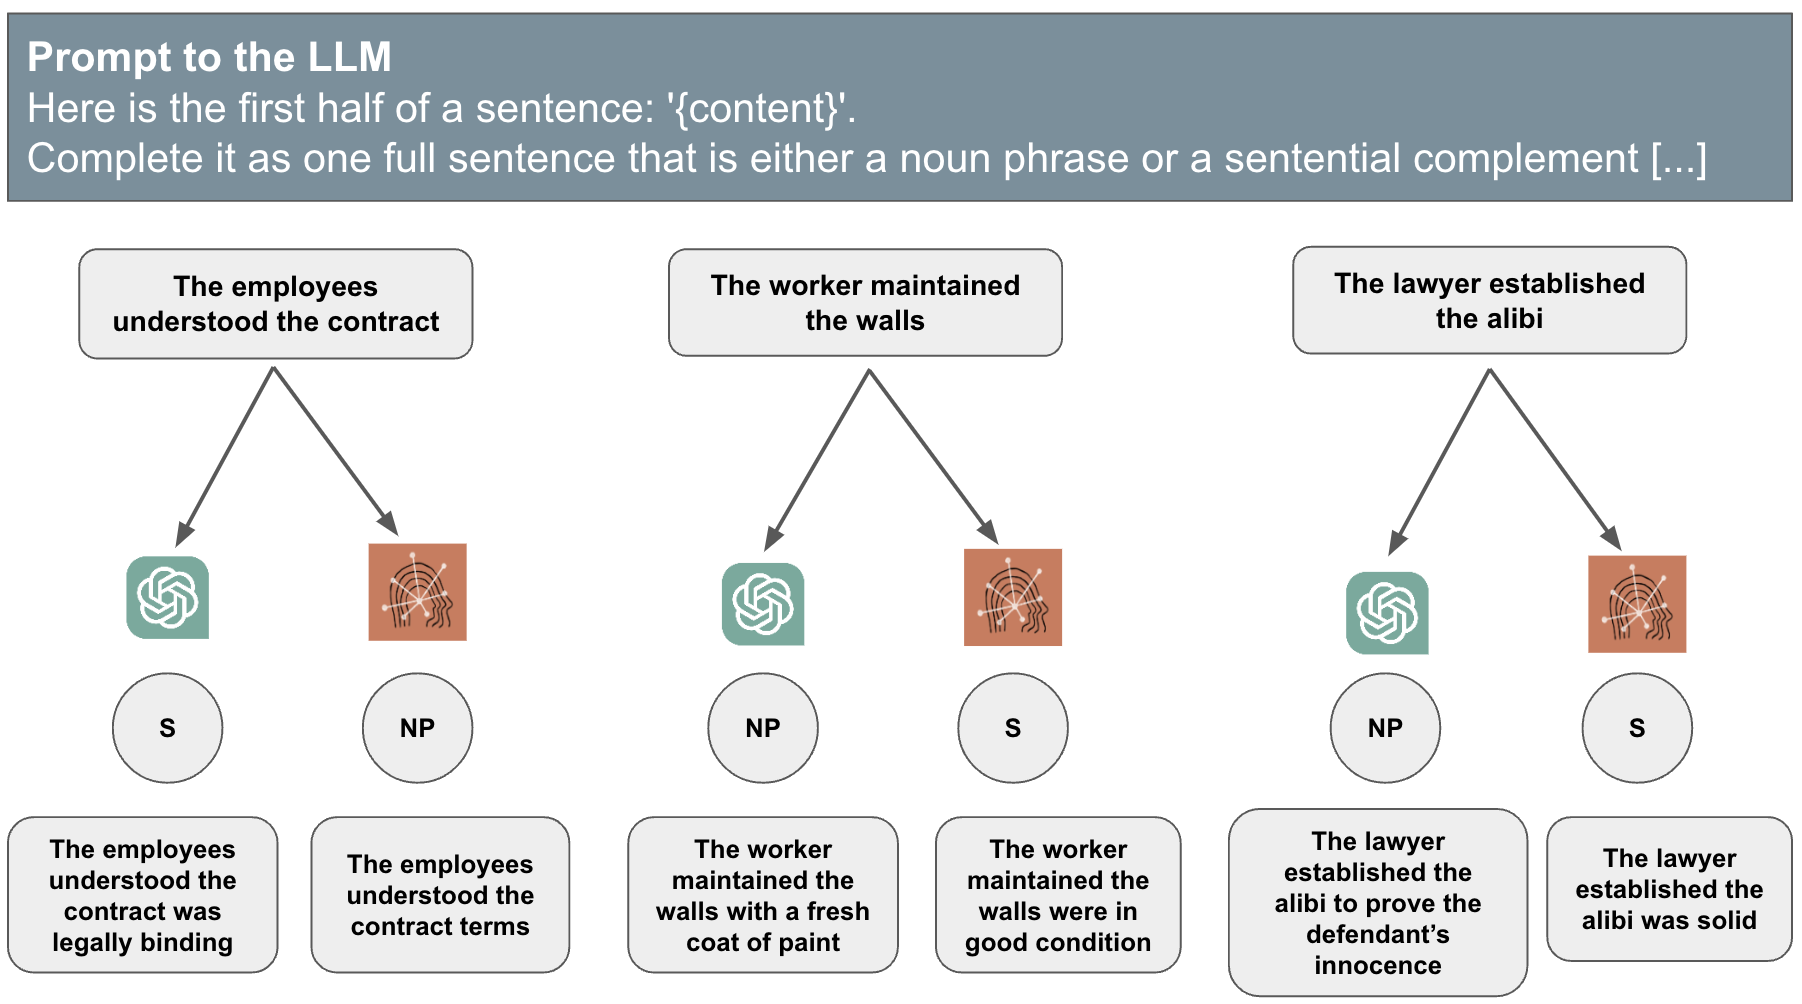 Prompt to the LLM
Here is the first half of a sentence: '{content}'.
Complete it as one full sentence that is either a noun phrase or a sentential complement [...]
The employees
understood the contract
The worker maintained
the walls
The lawyer established
the alibi
S
NP
NP
S
NP
S
The employees
understood the
contract was
legally binding
The employees
understood the
contract terms
The worker
maintained the
walls with a fresh
coat of paint
The worker
maintained the
walls were in
good condition
The lawyer
established the
alibi to prove the
defendant’s
innocence
The lawyer
established the
alibi was solid